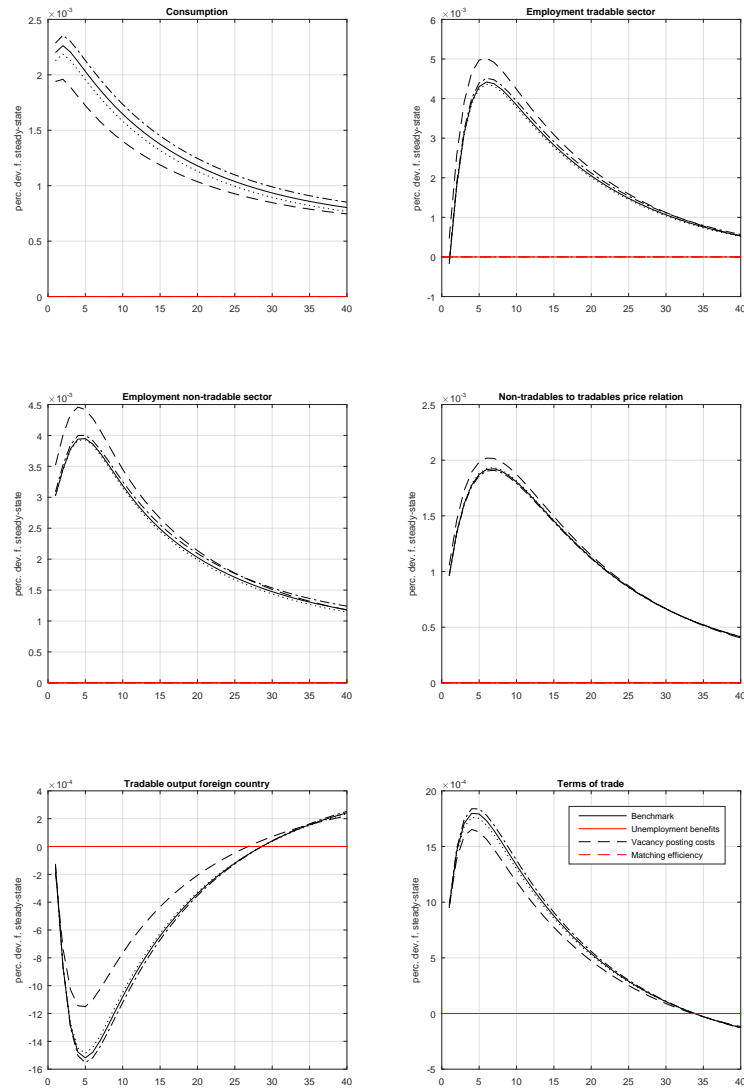 ×10⁻³
Consumption
2.5
2
1.5
1
0.5
0
perc. dev. f. steady-state
0 5 10 15 20 25 30 35 40
×10⁻³
Employment tradable sector
6
5
4
3
2
1
0
-1
perc. dev. f. steady-state
0 5 10 15 20 25 30 35 40
×10⁻³
Employment non-tradable sector
4.5
4
3.5
3
2.5
2
1.5
1
0.5
0
perc. dev. f. steady-state
0 5 10 15 20 25 30 35 40
×10⁻³
Non-tradables to tradables price relation
2.5
2
1.5
1
0.5
0
perc. dev. f. steady-state
0 5 10 15 20 25 30 35 40
×10⁻⁴
Tradable output foreign country
4
2
0
-2
-4
-6
-8
-10
-12
-14
-16
perc. dev. f. steady-state
0 5 10 15 20 25 30 35 40
×10⁻⁴
Terms of trade
20
15
10
5
0
-5
perc. dev. f. steady-state
Benchmark
Unemployment benefits
Vacancy posting costs
Matching efficiency
0 5 10 15 20 25 30 35 40